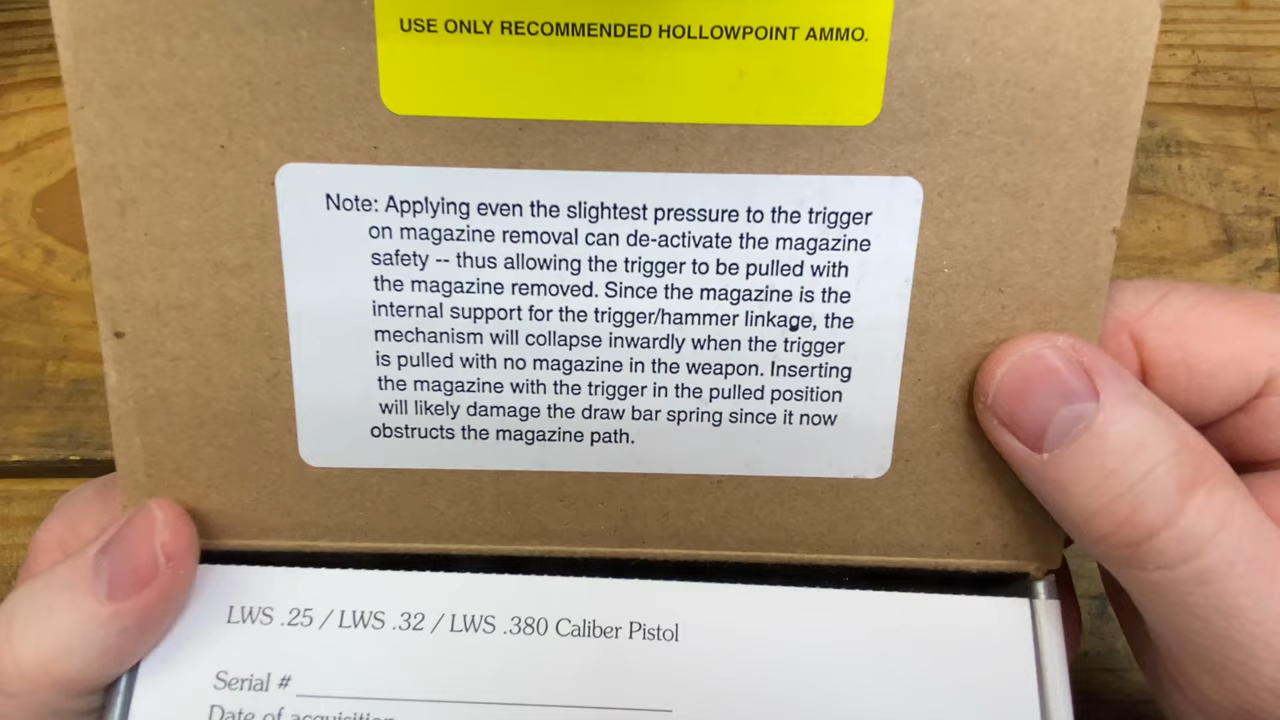 USE ONLY RECOMMENDED HOLLOWPOINT AMMO.
Note: Applying even the slightest pressure to the trigger
on magazine removal can de-activate the magazine
safety -- thus allowing the trigger to be pulled with
the magazine removed. Since the magazine is the
internal support for the trigger/hammer linkage, the
mechanism will collapse inwardly when the trigger
is pulled with no magazine in the weapon. Inserting
the magazine with the trigger in the pulled position
will likely damage the draw bar spring since it now
obstructs the magazine path.
LWS .25 / LWS .32 / LWS .380 Caliber Pistol
Serial #
Date of acquisition